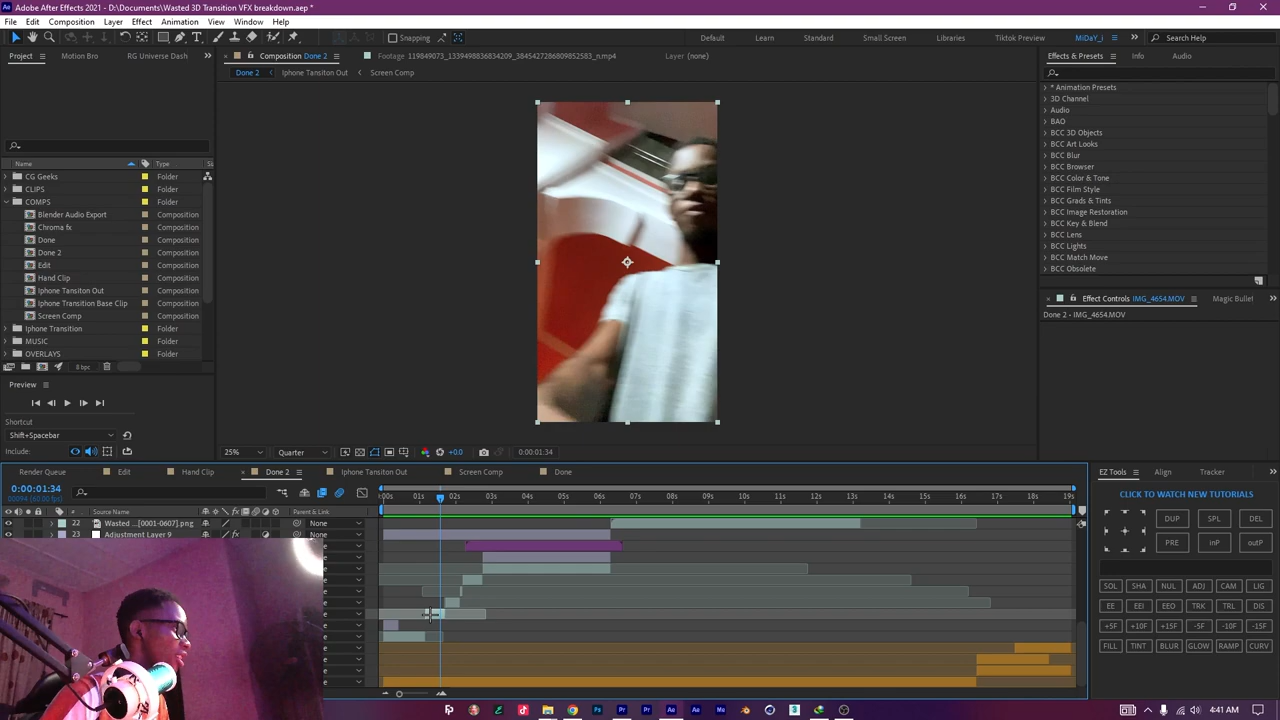 Adobe After Effects 2021 - D:\Documents\Wasted 3D Transition VFX breakdown.aep *
File Edit Composition Layer Effect Animation View Window Help
Snapping Default Learn Standard Small Screen Libraries Tiktok Preview MiDaY_i Search Help
Project Motion Bro RG Universe Dash
Composition Done 2 Footage 119849073_1339498836834209_3845427286809852583_n.mp4 Layer (none)
Effects & Presets Info Audio
Done 2 Iphone Tansiton Out Screen Comp
* Animation Presets
3D Channel
Audio
BAO
BCC 3D Objects
BCC Art Looks
BCC Blur
BCC Browser
BCC Color & Tone
BCC Film Style
BCC Grads & Tints
BCC Image Restoration
BCC Key & Blend
BCC Lens
BCC Lights
BCC Match Move
BCC Obsolete
Name Type
CG Geeks Folder
CLIPS Folder
COMPS Folder
Blender Audio Export Composition
Chroma fx Composition
Done Composition
Done 2 Composition
Edit Composition
Hand Clip Composition
Iphone Tansiton Out Composition
Iphone Transition Base Clip Composition
Screen Comp Composition
Iphone Transition Folder
MUSIC Folder
OVERLAYS Folder
8 bpc
Effect Controls IMG_4654.MOV Magic Bullet
Done 2 • IMG_4654.MOV
Preview
Shortcut
Shift+Spacebar
Include:
25% Quarter +0.0 0:00:01:34
Render Queue Edit Hand Clip Done 2 Iphone Tansiton Out Screen Comp Done
0:00:01:34
00094 (60.00 fps)
:00s 01s 02s 03s 04s 05s 06s 07s 08s 09s 10s 11s 12s 13s 14s 15s 16s 17s 18s 19s
# Source Name Parent & Link
22 Wasted ...[0001-0607].png None
23 Adjustment Layer 9 None
EZ Tools Align Tracker
CLICK TO WATCH NEW TUTORIALS
DUP SPL DEL
PRE inP outP
SOL SHA NUL ADJ CAM LIG
EE EEI EEO TRK TRL DIS
+5F +10F +15F -5F -10F -15F
FILL TINT BLUR GLOW RAMP CURV
4:41 AM